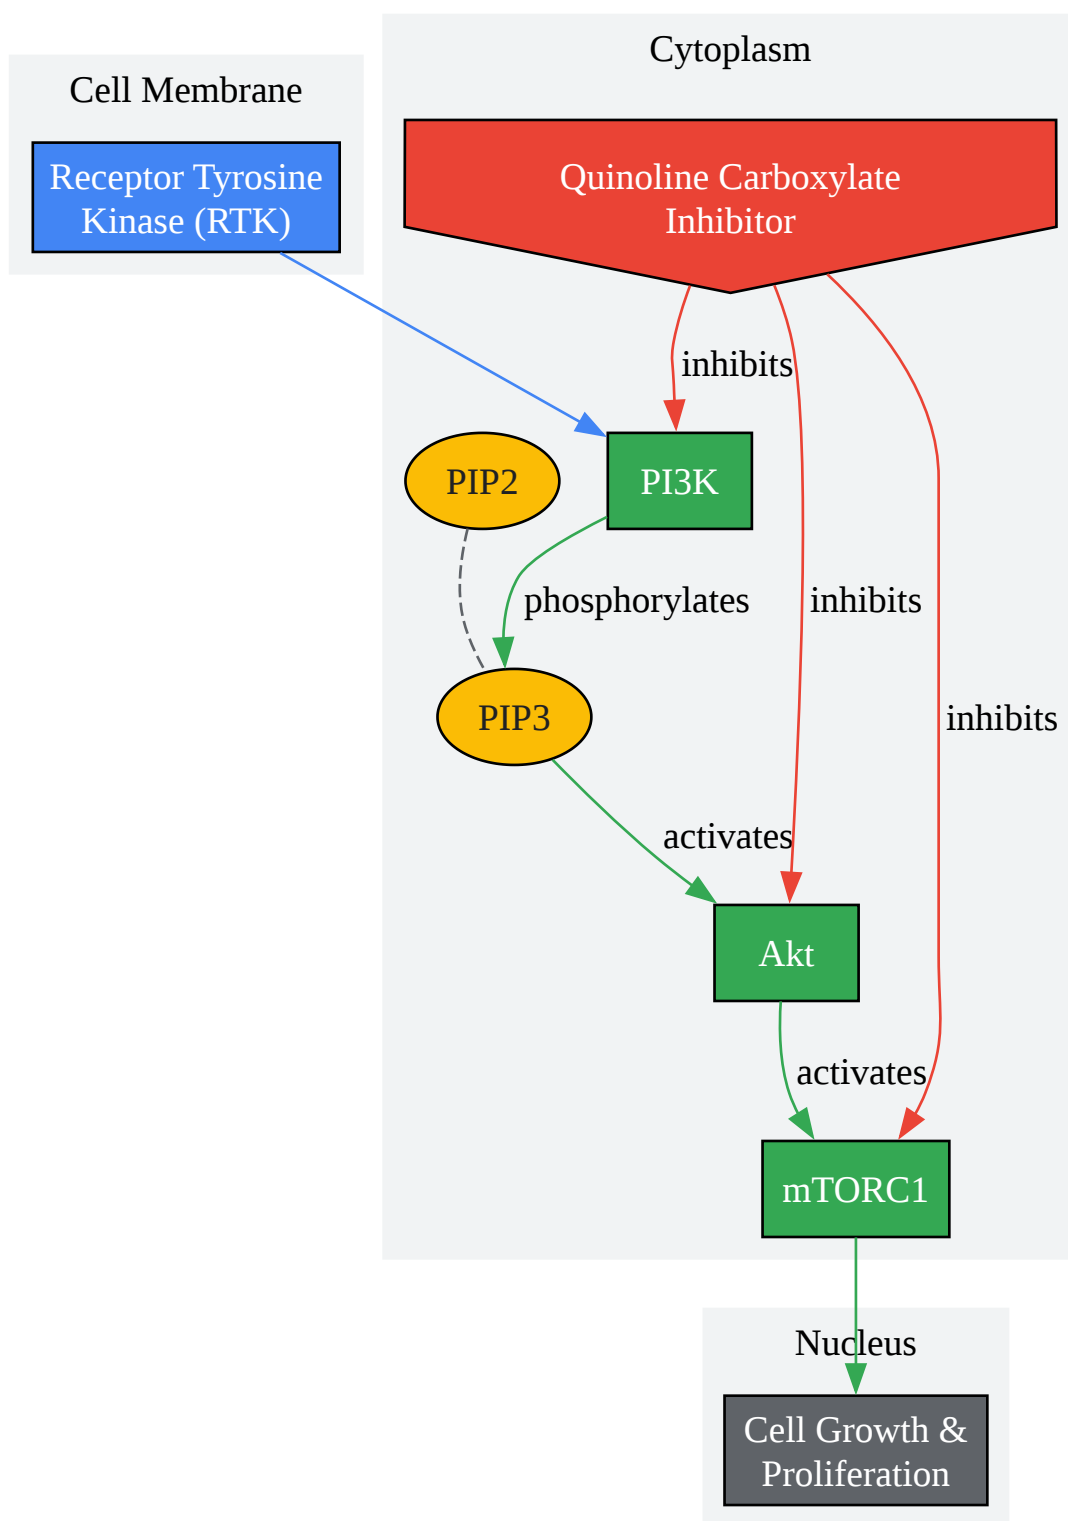 Cytoplasm
Cell Membrane
Receptor Tyrosine
Kinase (RTK)
Quinoline Carboxylate
Inhibitor
inhibits
PIP2
PI3K
phosphorylates
inhibits
PIP3
inhibits
activates
Akt
activates
mTORC1
Nucleus
Cell Growth &
Proliferation